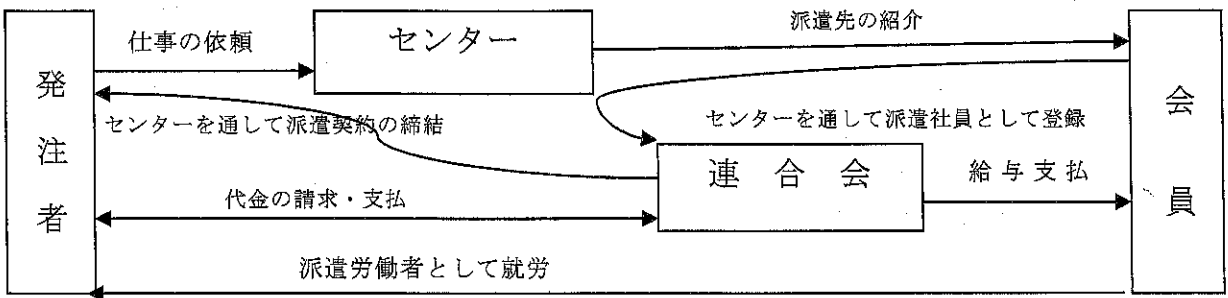 発注者
仕事の依頼
センター
派遣先の紹介
会員
センターを通して派遣契約の締結
センターを通して派遣社員として登録
連合会
給与支払
代金の請求・支払
派遣労働者として就労